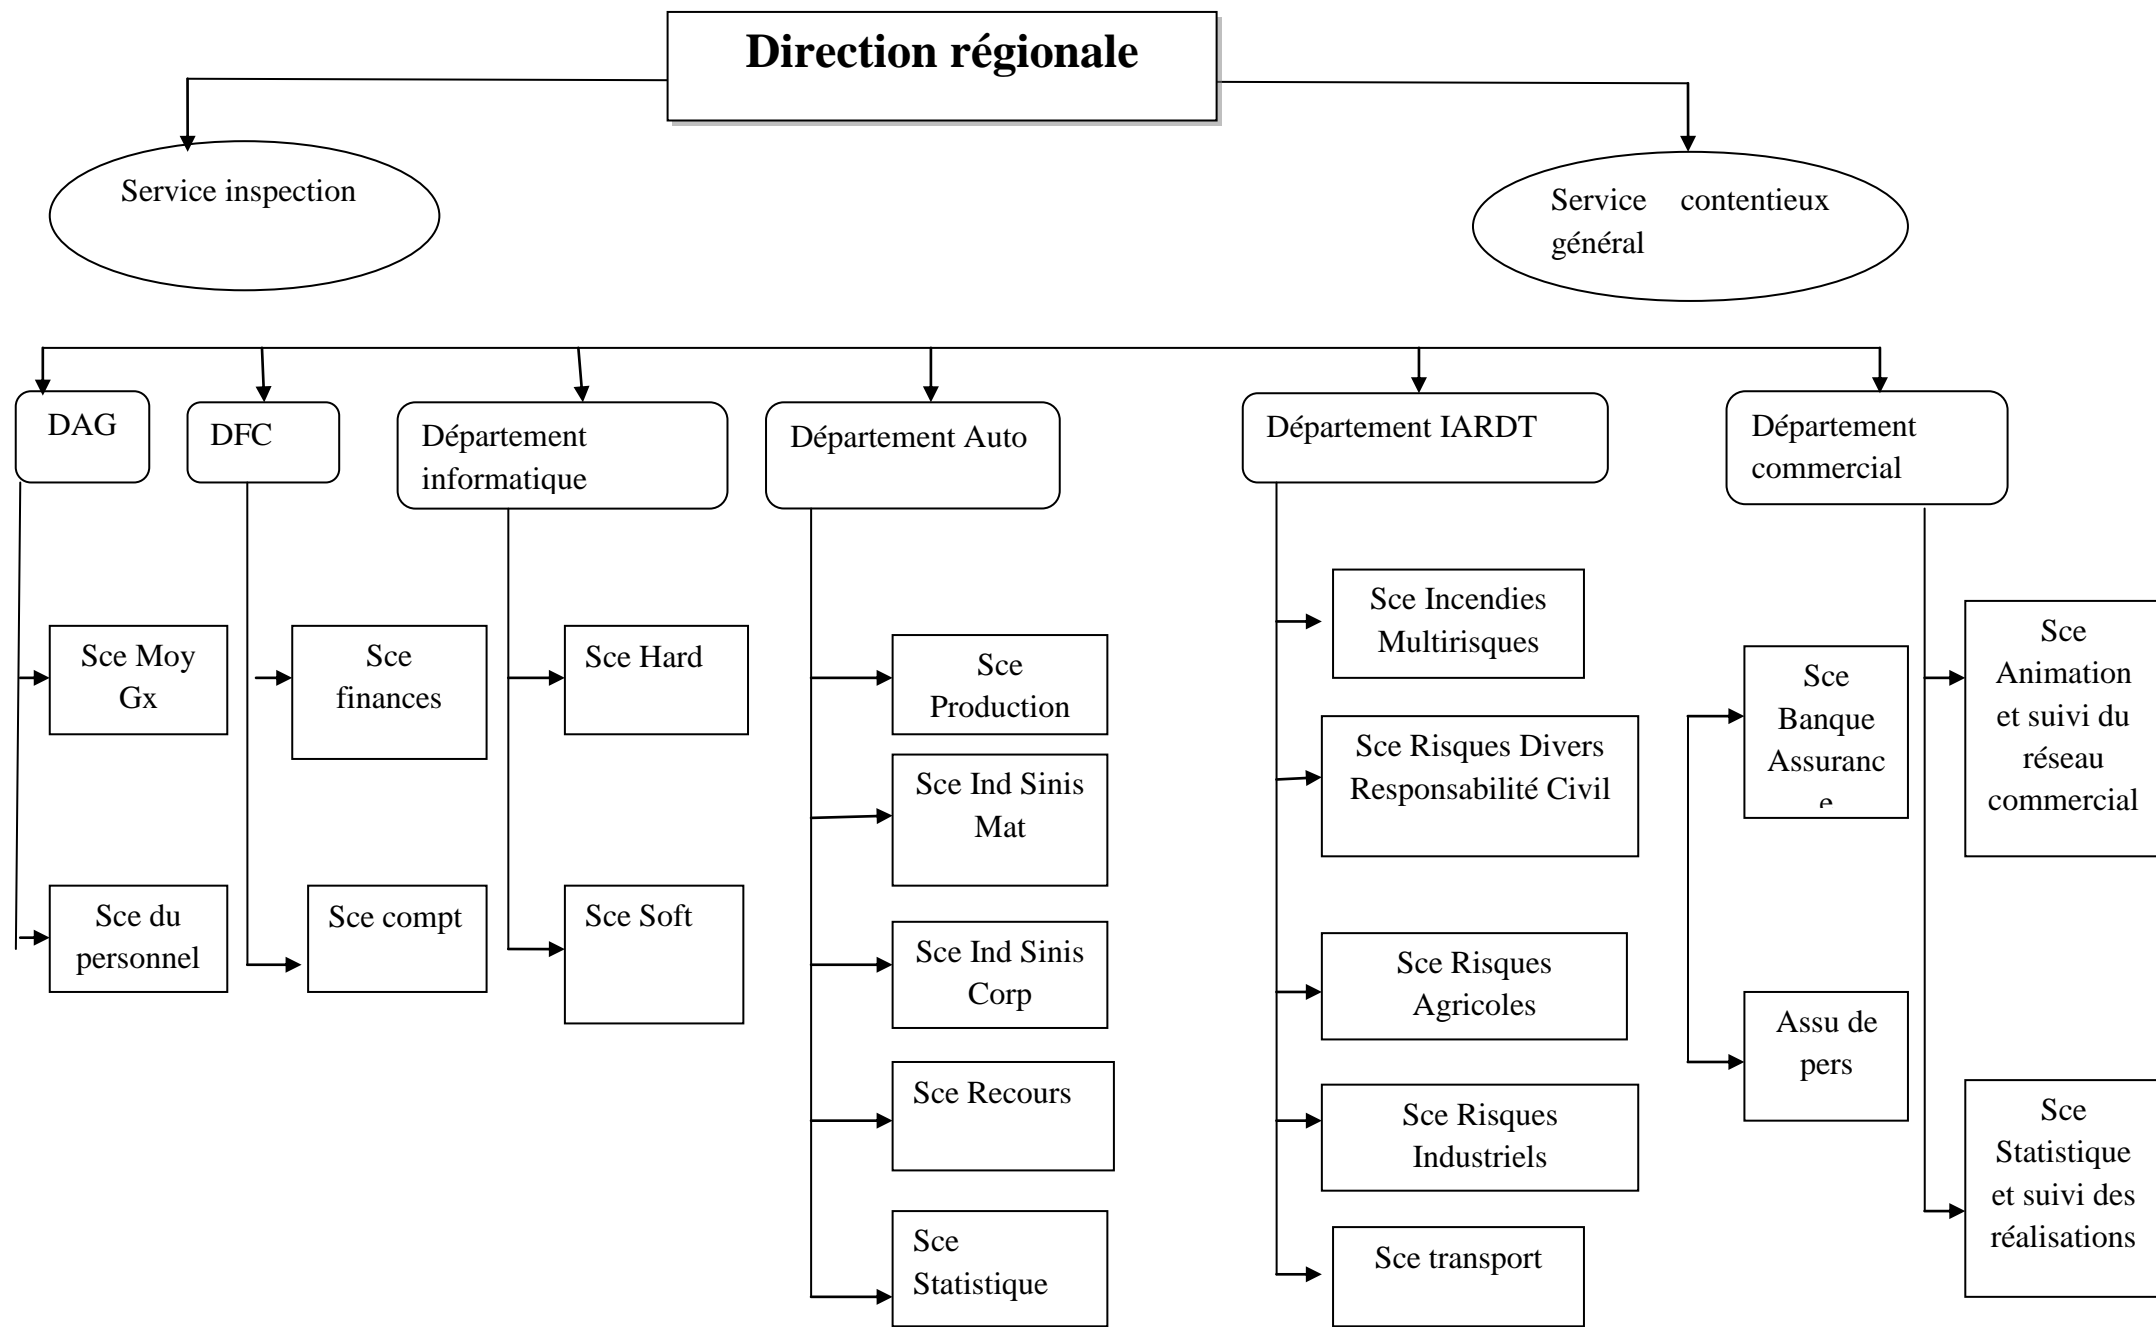 Direction régionale
Service inspection
Service contentieux
général
DAG
DFC
Département
informatique
Département Auto
Département IARDT
Département
commercial
Sce Moy
Gx
Sce du
personnel
Sce
finances
Sce compt
Sce Hard
Sce Soft
Sce
Production
Sce Ind Sinis
Mat
Sce Ind Sinis
Corp
Sce Recours
Sce
Statistique
Sce Incendies
Multirisques
Sce Risques Divers
Responsabilité Civil
Sce Risques
Agricoles
Sce Risques
Industriels
Sce transport
Sce
Banque
Assuranc
e
Assu de
pers
Sce
Animation
et suivi du
réseau
commercial
Sce
Statistique
et suivi des
réalisations